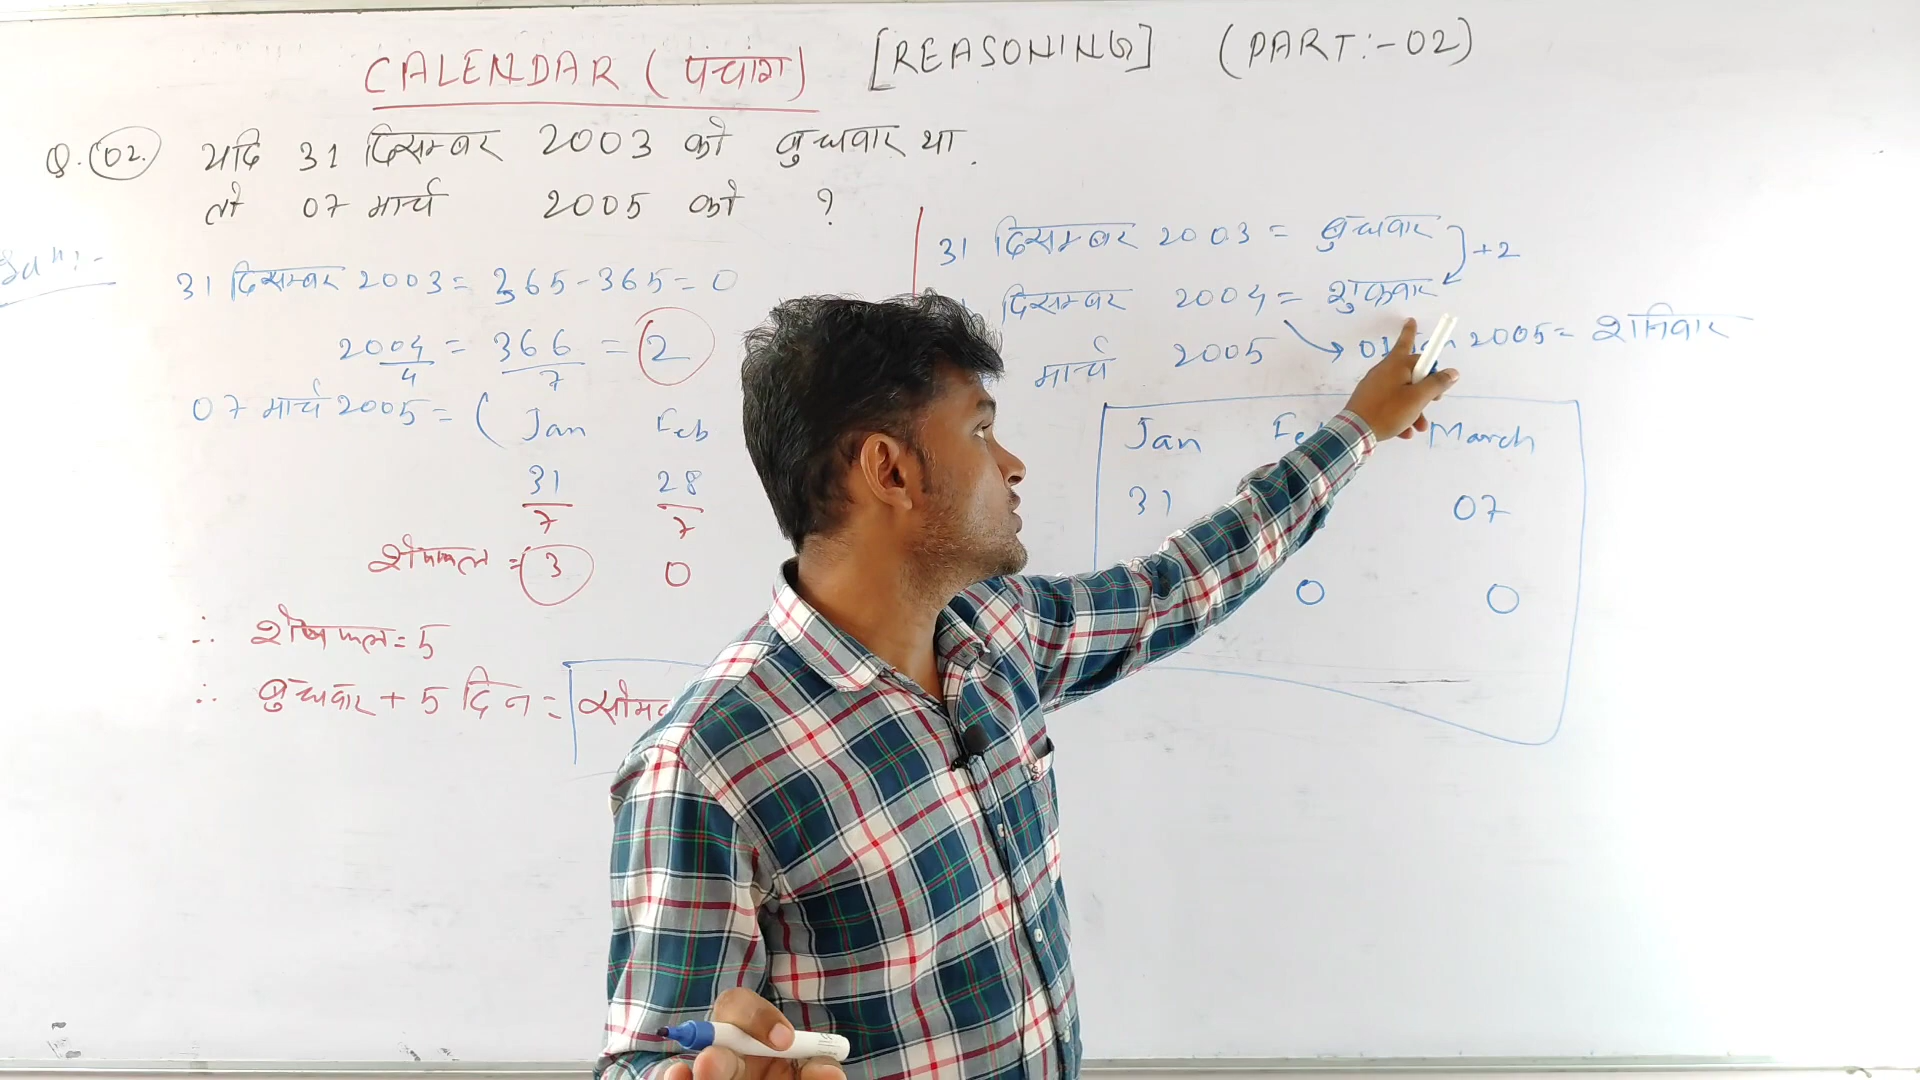 CALENDAR (पंचांग) [REASONING] (PART:-02)
Q.(02.) यदि 31 दिसम्बर 2003 को बुधवार था.
तो 07 मार्च 2005 को ?
Solⁿ:-
31 दिसम्बर 2003 = 365-365=0
2004/4 = 366/7 = 2
07 मार्च 2005 = ( Jan Feb
31/7 28/7
शेषफल = 3 0
∴ शेषफल = 5
∴ बुधवार + 5 दिन =
31 दिसम्बर 2003 = बुधवार +2
दिसम्बर 2004 = शुक्रवार
मार्च 2005 → 01 2005 = शनिवार
Jan March
31 07
0 0